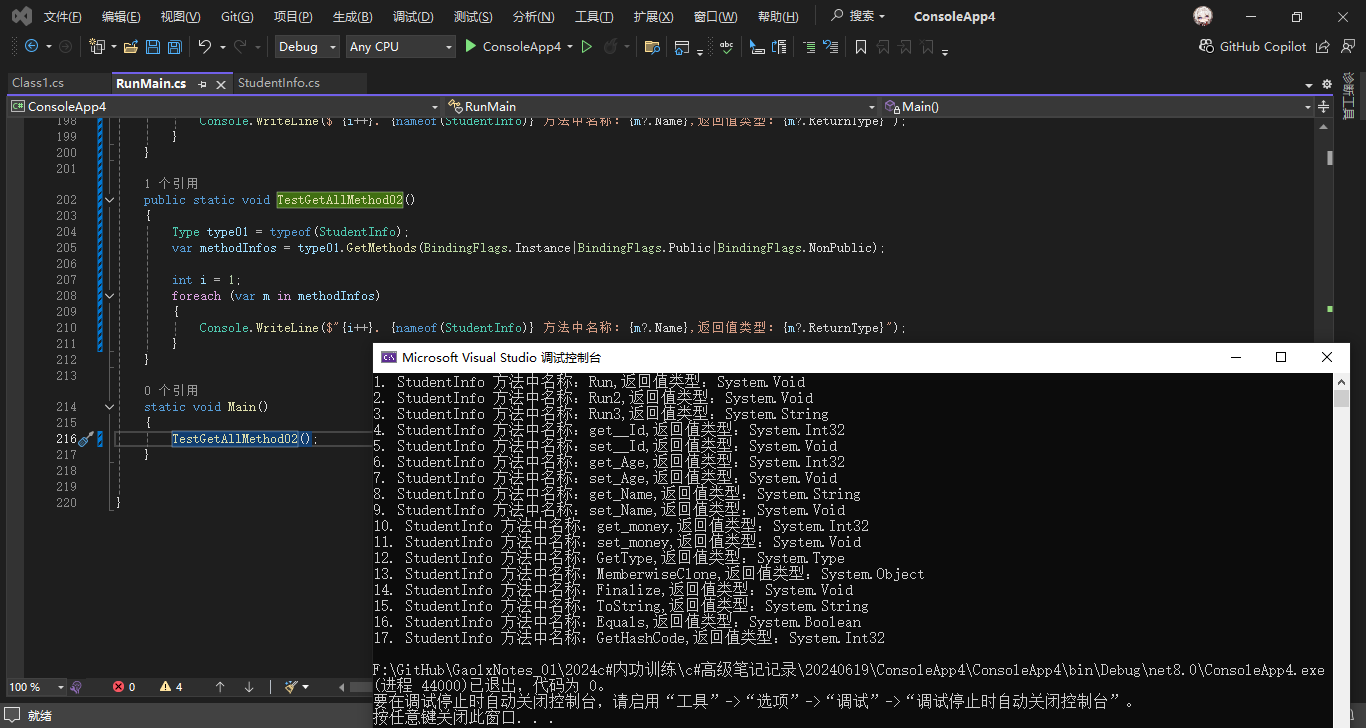 文件(F) 编辑(E) 视图(V) Git(G) 项目(P) 生成(B) 调试(D) 测试(S) 分析(N) 工具(T) 扩展(X) 窗口(W) 帮助(H) 搜索 ConsoleApp4
Debug Any CPU ConsoleApp4 abc GitHub Copilot
Class1.cs RunMain.cs StudentInfo.cs
诊断工具
C# ConsoleApp4 RunMain Main()
198 Console.WriteLine($"{i++}. {nameof(StudentInfo)} 方法中名称: {m?.Name},返回值类型: {m?.ReturnType}");
199 }
200 }
201
1 个引用
202 public static void TestGetAllMethod02()
203 {
204 Type type01 = typeof(StudentInfo);
205 var methodInfos = type01.GetMethods(BindingFlags.Instance|BindingFlags.Public|BindingFlags.NonPublic);
206
207 int i = 1;
208 foreach (var m in methodInfos)
209 {
210 Console.WriteLine($"{i++}. {nameof(StudentInfo)} 方法中名称: {m?.Name},返回值类型: {m?.ReturnType}");
211 }
212 }
213
0 个引用
214 static void Main()
215 {
216 TestGetAllMethod02();
217 }
218
219
220 }
Microsoft Visual Studio 调试控制台
1. StudentInfo 方法中名称: Run,返回值类型: System.Void
2. StudentInfo 方法中名称: Run2,返回值类型: System.Void
3. StudentInfo 方法中名称: Run3,返回值类型: System.String
4. StudentInfo 方法中名称: get__Id,返回值类型: System.Int32
5. StudentInfo 方法中名称: set__Id,返回值类型: System.Void
6. StudentInfo 方法中名称: get_Age,返回值类型: System.Int32
7. StudentInfo 方法中名称: set_Age,返回值类型: System.Void
8. StudentInfo 方法中名称: get_Name,返回值类型: System.String
9. StudentInfo 方法中名称: set_Name,返回值类型: System.Void
10. StudentInfo 方法中名称: get_money,返回值类型: System.Int32
11. StudentInfo 方法中名称: set_money,返回值类型: System.Void
12. StudentInfo 方法中名称: GetType,返回值类型: System.Type
13. StudentInfo 方法中名称: MemberwiseClone,返回值类型: System.Object
14. StudentInfo 方法中名称: Finalize,返回值类型: System.Void
15. StudentInfo 方法中名称: ToString,返回值类型: System.String
16. StudentInfo 方法中名称: Equals,返回值类型: System.Boolean
17. StudentInfo 方法中名称: GetHashCode,返回值类型: System.Int32
F:\GitHub\GaolxNotes_01\2024c#内功训练\c#高级笔记记录\20240619\ConsoleApp4\ConsoleApp4\bin\Debug\net8.0\ConsoleApp4.exe
(进程 44000)已退出，代码为 0。
要在调试停止时自动关闭控制台，请启用“工具”->“选项”->“调试”->“调试停止时自动关闭控制台”。
按任意键关闭此窗口. . .
100 % 0 4
就绪